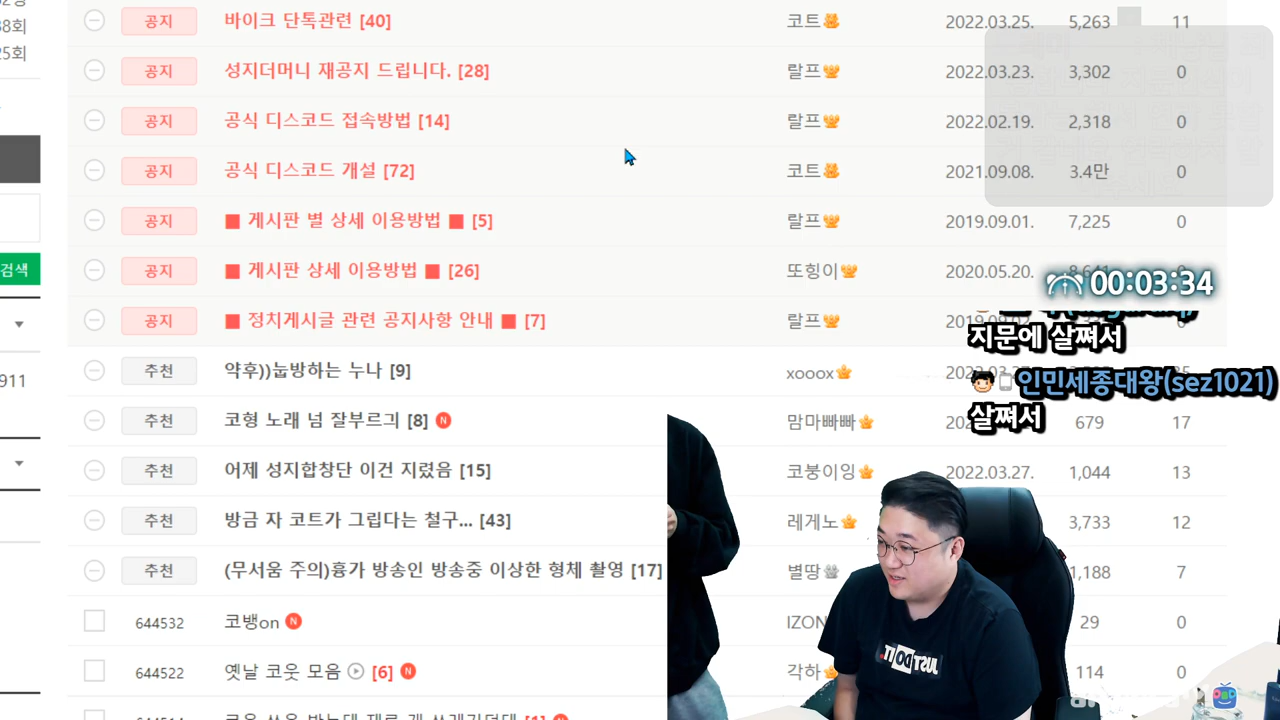 공지 바이크 단톡관련 [40] 코트 2022.03.25. 5,263 11
38회
25회
공지 성지더머니 재공지 드립니다. [28] 랄프 2022.03.23. 3,302 0
공지 공식 디스코드 접속방법 [14] 랄프 2022.02.19. 2,318 0
공지 공식 디스코드 개설 [72] 코트 2021.09.08. 3.4만 0
공지 ■ 게시판 별 상세 이용방법 ■ [5] 랄프 2019.09.01. 7,225 0
검색
공지 ■ 게시판 상세 이용방법 ■ [26] 또힝이 2020.05.20.
00:03:34
공지 ■ 정치게시글 관련 공지사항 안내 ■ [7] 랄프
지문에 살쪄서
911
추천 약후))눕방하는 누나 [9] xooox
인민세종대왕(sez1021)
살쪄서
추천 코형 노래 넘 잘부르긔 [8] N 맘마빠빠 679 17
추천 어제 성지합창단 이건 지렸음 [15] 코붕이잉 2022.03.27. 1,044 13
추천 방금 자 코트가 그립다는 철구... [43] 레게노 3,733 12
추천 (무서움 주의)흉가 방송인 방송중 이상한 형체 촬영 [17] 별땅 1,188 7
644532 코뱅on N IZON 29 0
644522 옛날 코웃 모음 [6] N 각하 114 0
JUST DO IT.